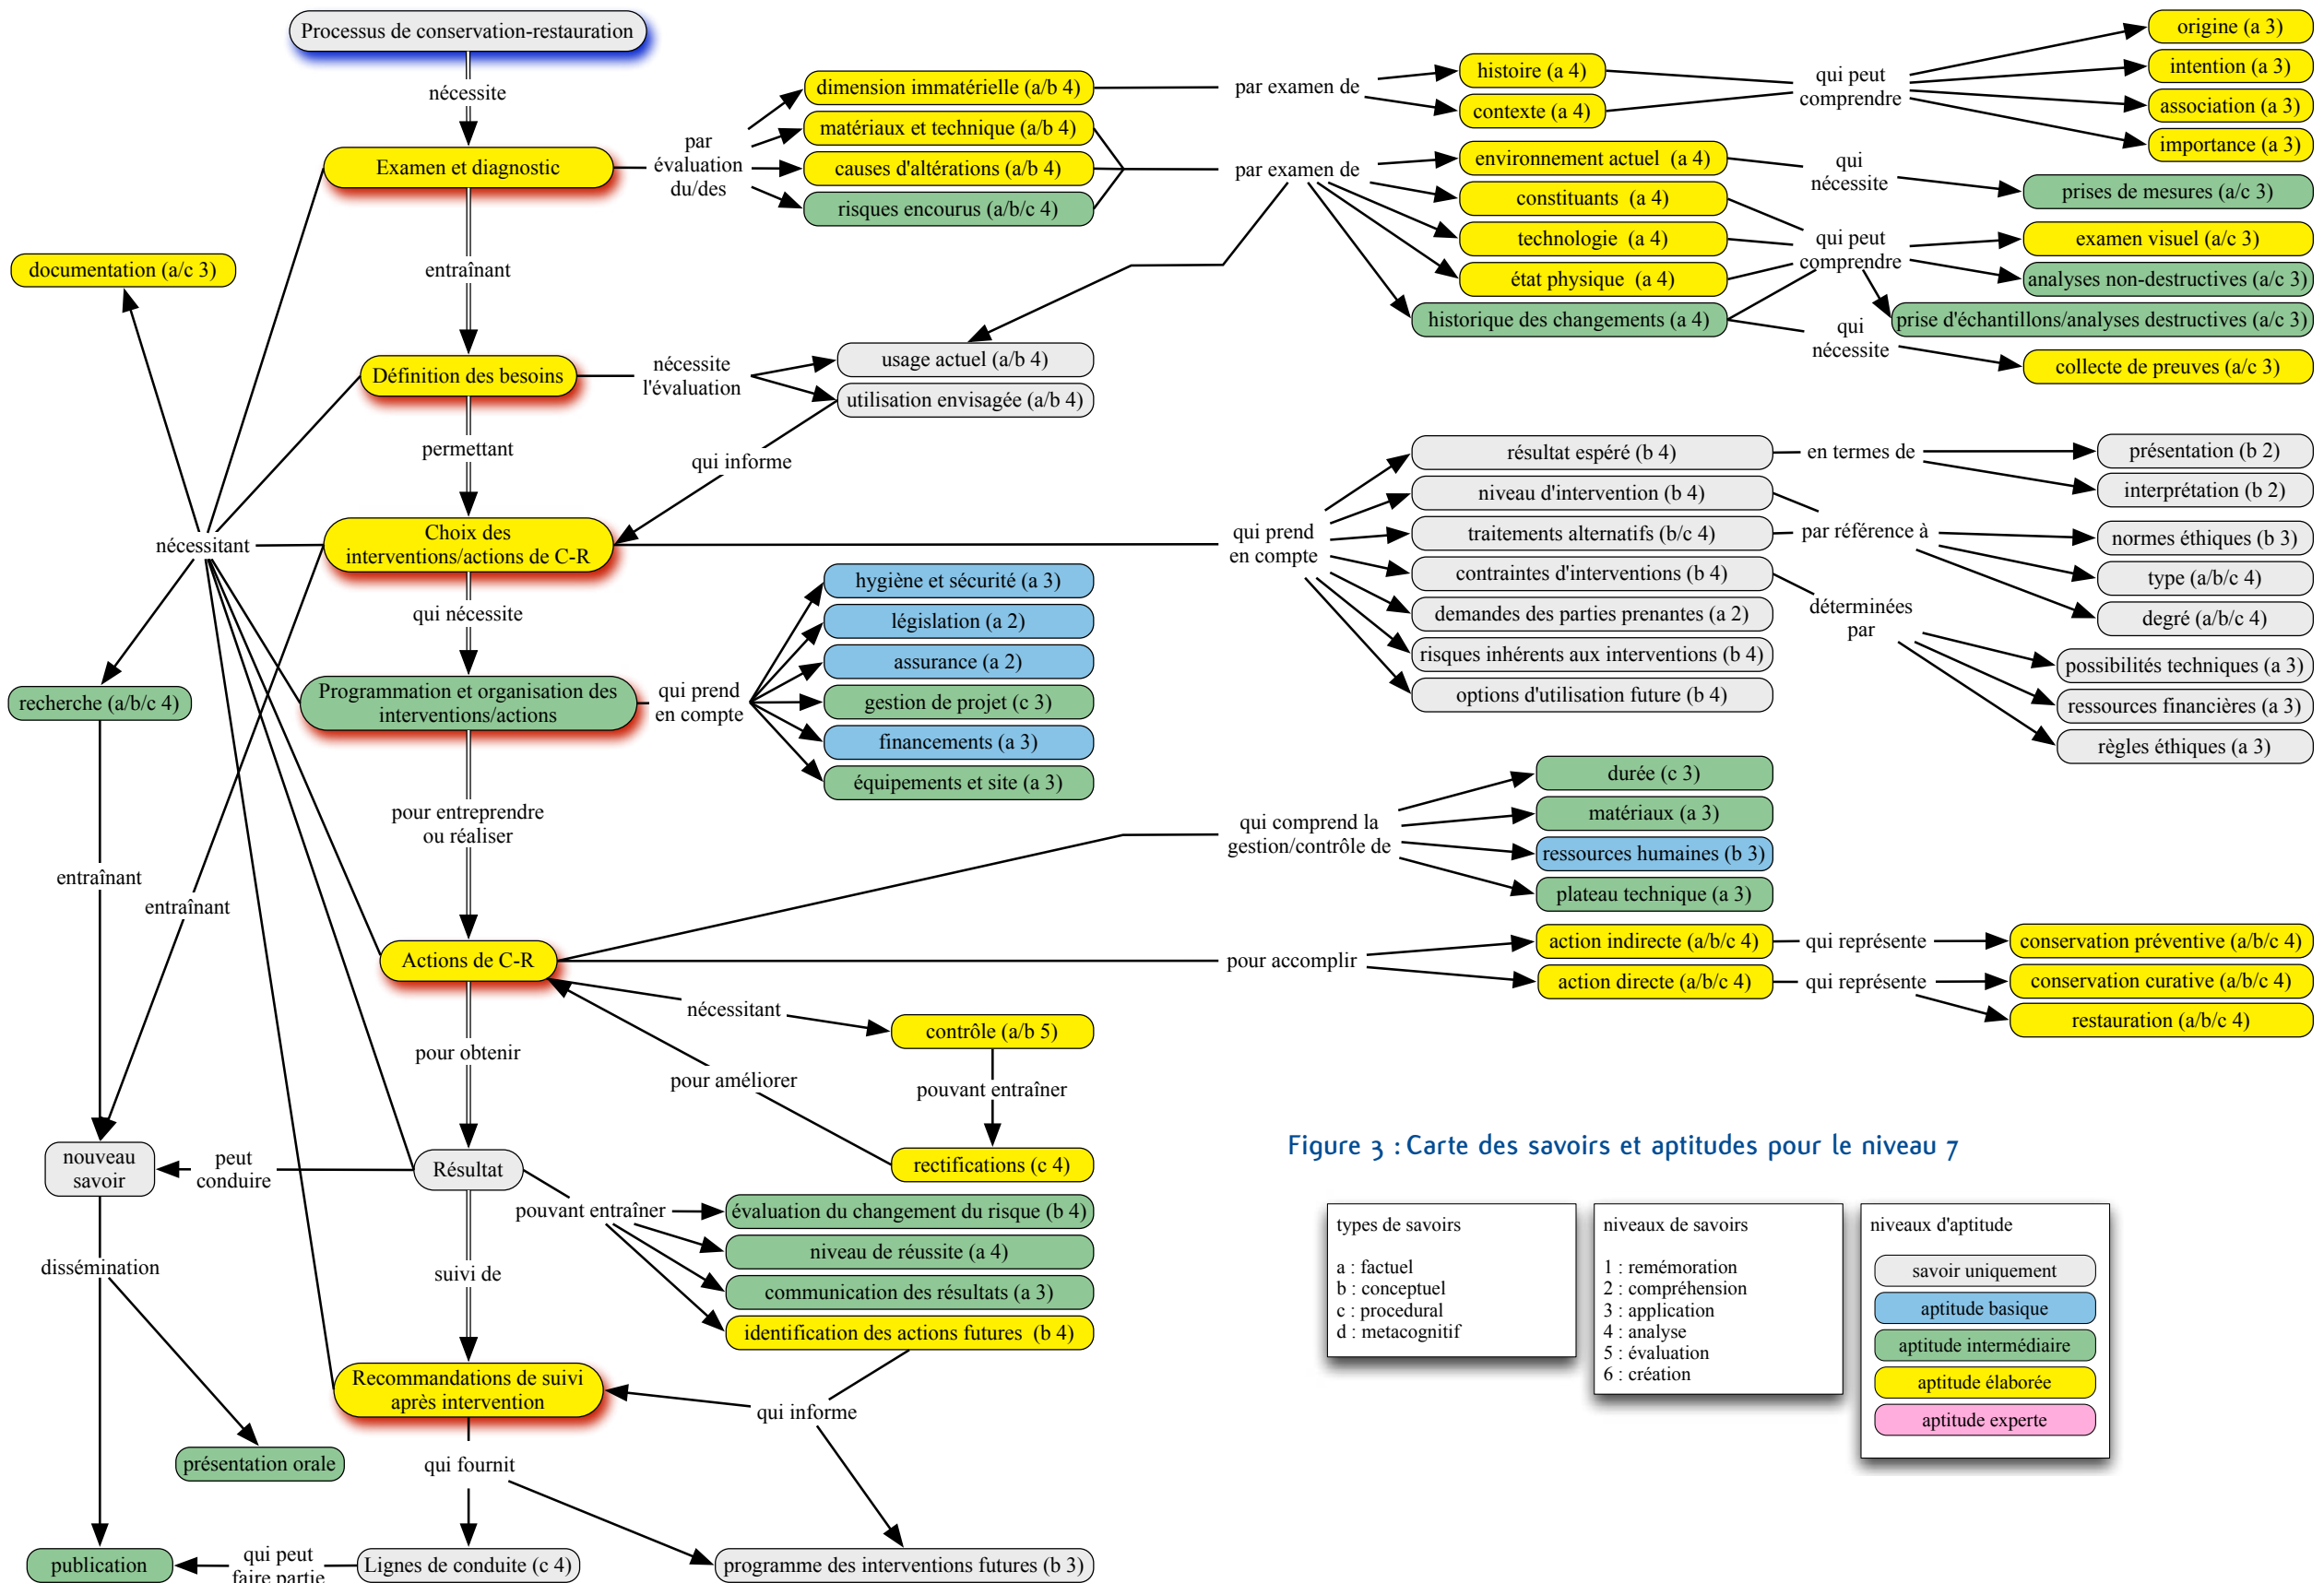 Processus de conservation-restauration
nécessite
Examen et diagnostic
par
évaluation
du/des
dimension immatérielle (a/b 4)
matériaux et technique (a/b 4)
causes d'altérations (a/b 4)
risques encourus (a/b/c 4)
par examen de
histoire (a 4)
contexte (a 4)
qui peut
comprendre
origine (a 3)
intention (a 3)
association (a 3)
importance (a 3)
par examen de
environnement actuel (a 4)
constituants (a 4)
technologie (a 4)
état physique (a 4)
historique des changements (a 4)
qui
nécessite
prises de mesures (a/c 3)
qui peut
comprendre
examen visuel (a/c 3)
analyses non-destructives (a/c 3)
prise d'échantillons/analyses destructives (a/c 3)
qui
nécessite
collecte de preuves (a/c 3)
documentation (a/c 3)
entraînant
Définition des besoins
nécessite
l'évaluation
usage actuel (a/b 4)
utilisation envisagée (a/b 4)
permettant
qui informe
nécessitant
Choix des
interventions/actions de C-R
qui prend
en compte
résultat espéré (b 4)
niveau d'intervention (b 4)
traitements alternatifs (b/c 4)
contraintes d'interventions (b 4)
demandes des parties prenantes (a 2)
risques inhérents aux interventions (b 4)
options d'utilisation future (b 4)
en termes de
présentation (b 2)
interprétation (b 2)
par référence à
normes éthiques (b 3)
type (a/b/c 4)
degré (a/b/c 4)
déterminées
par
possibilités techniques (a 3)
ressources financières (a 3)
règles éthiques (a 3)
qui nécessite
recherche (a/b/c 4)
Programmation et organisation des
interventions/actions
qui prend
en compte
hygiène et sécurité (a 3)
législation (a 2)
assurance (a 2)
gestion de projet (c 3)
financements (a 3)
équipements et site (a 3)
pour entreprendre
ou réaliser
entraînant
entraînant
qui comprend la
gestion/contrôle de
durée (c 3)
matériaux (a 3)
ressources humaines (b 3)
plateau technique (a 3)
Actions de C-R
pour accomplir
action indirecte (a/b/c 4)
action directe (a/b/c 4)
qui représente
conservation préventive (a/b/c 4)
qui représente
conservation curative (a/b/c 4)
restauration (a/b/c 4)
nécessitant
contrôle (a/b 5)
pour obtenir
pour améliorer
pouvant entraîner
rectifications (c 4)
nouveau
savoir
peut
conduire
Résultat
pouvant entraîner
évaluation du changement du risque (b 4)
niveau de réussite (a 4)
communication des résultats (a 3)
identification des actions futures (b 4)
dissémination
suivi de
Recommandations de suivi
après intervention
qui informe
présentation orale
qui fournit
publication
qui peut
faire partie
Lignes de conduite (c 4)
programme des interventions futures (b 3)
Figure 3 : Carte des savoirs et aptitudes pour le niveau 7
types de savoirs
a : factuel
b : conceptuel
c : procedural
d : metacognitif
niveaux de savoirs
1 : remémoration
2 : compréhension
3 : application
4 : analyse
5 : évaluation
6 : création
niveaux d'aptitude
savoir uniquement
aptitude basique
aptitude intermédiaire
aptitude élaborée
aptitude experte